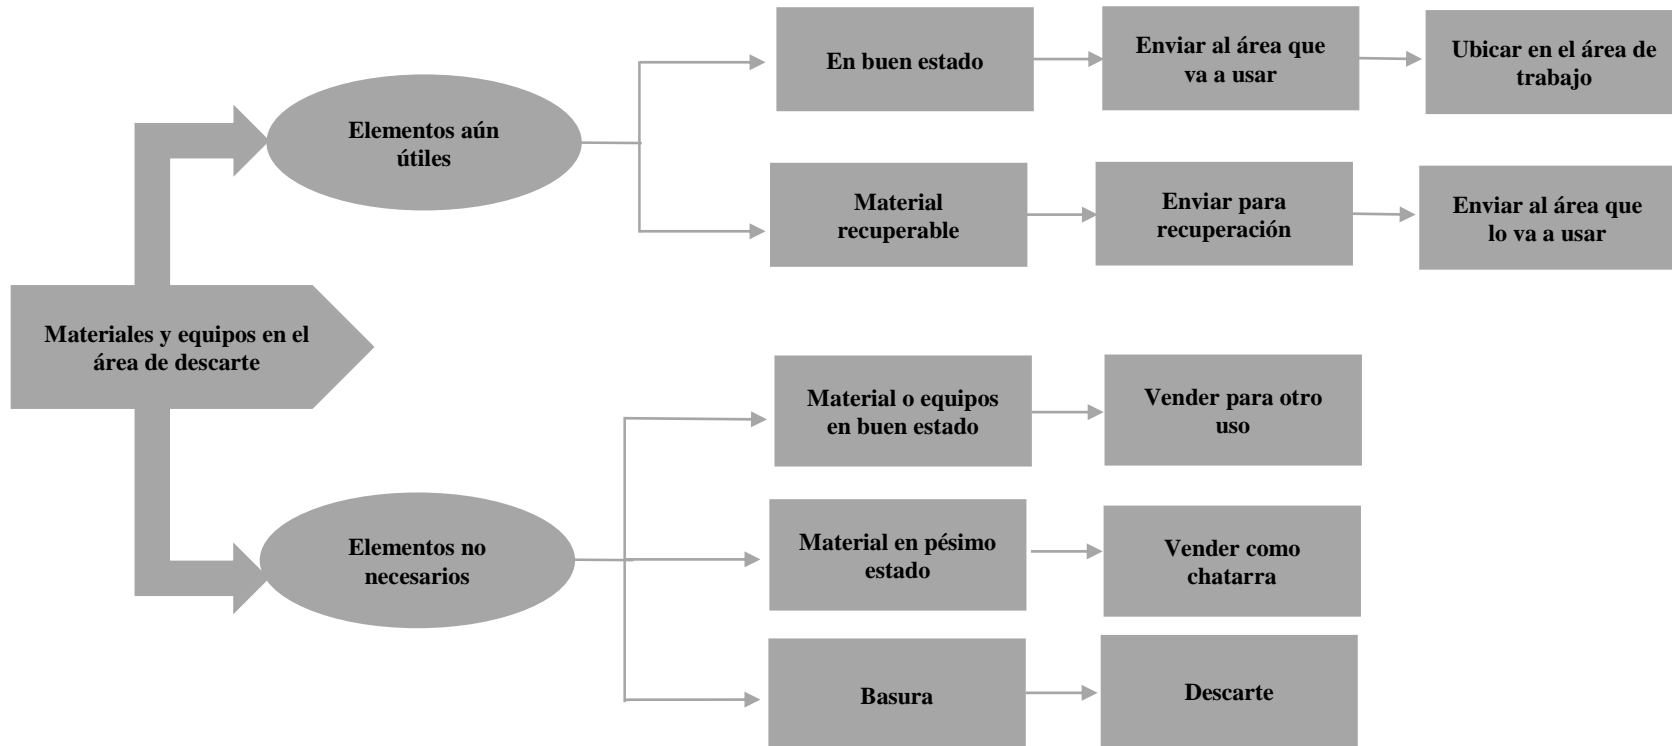 Materiales y equipos en el
área de descarte
Elementos aún
útiles
En buen estado
Enviar al área que
va a usar
Ubicar en el área de
trabajo
Material
recuperable
Enviar para
recuperación
Enviar al área que
lo va a usar
Elementos no
necesarios
Material o equipos
en buen estado
Vender para otro
uso
Material en pésimo
estado
Vender como
chatarra
Basura
Descarte